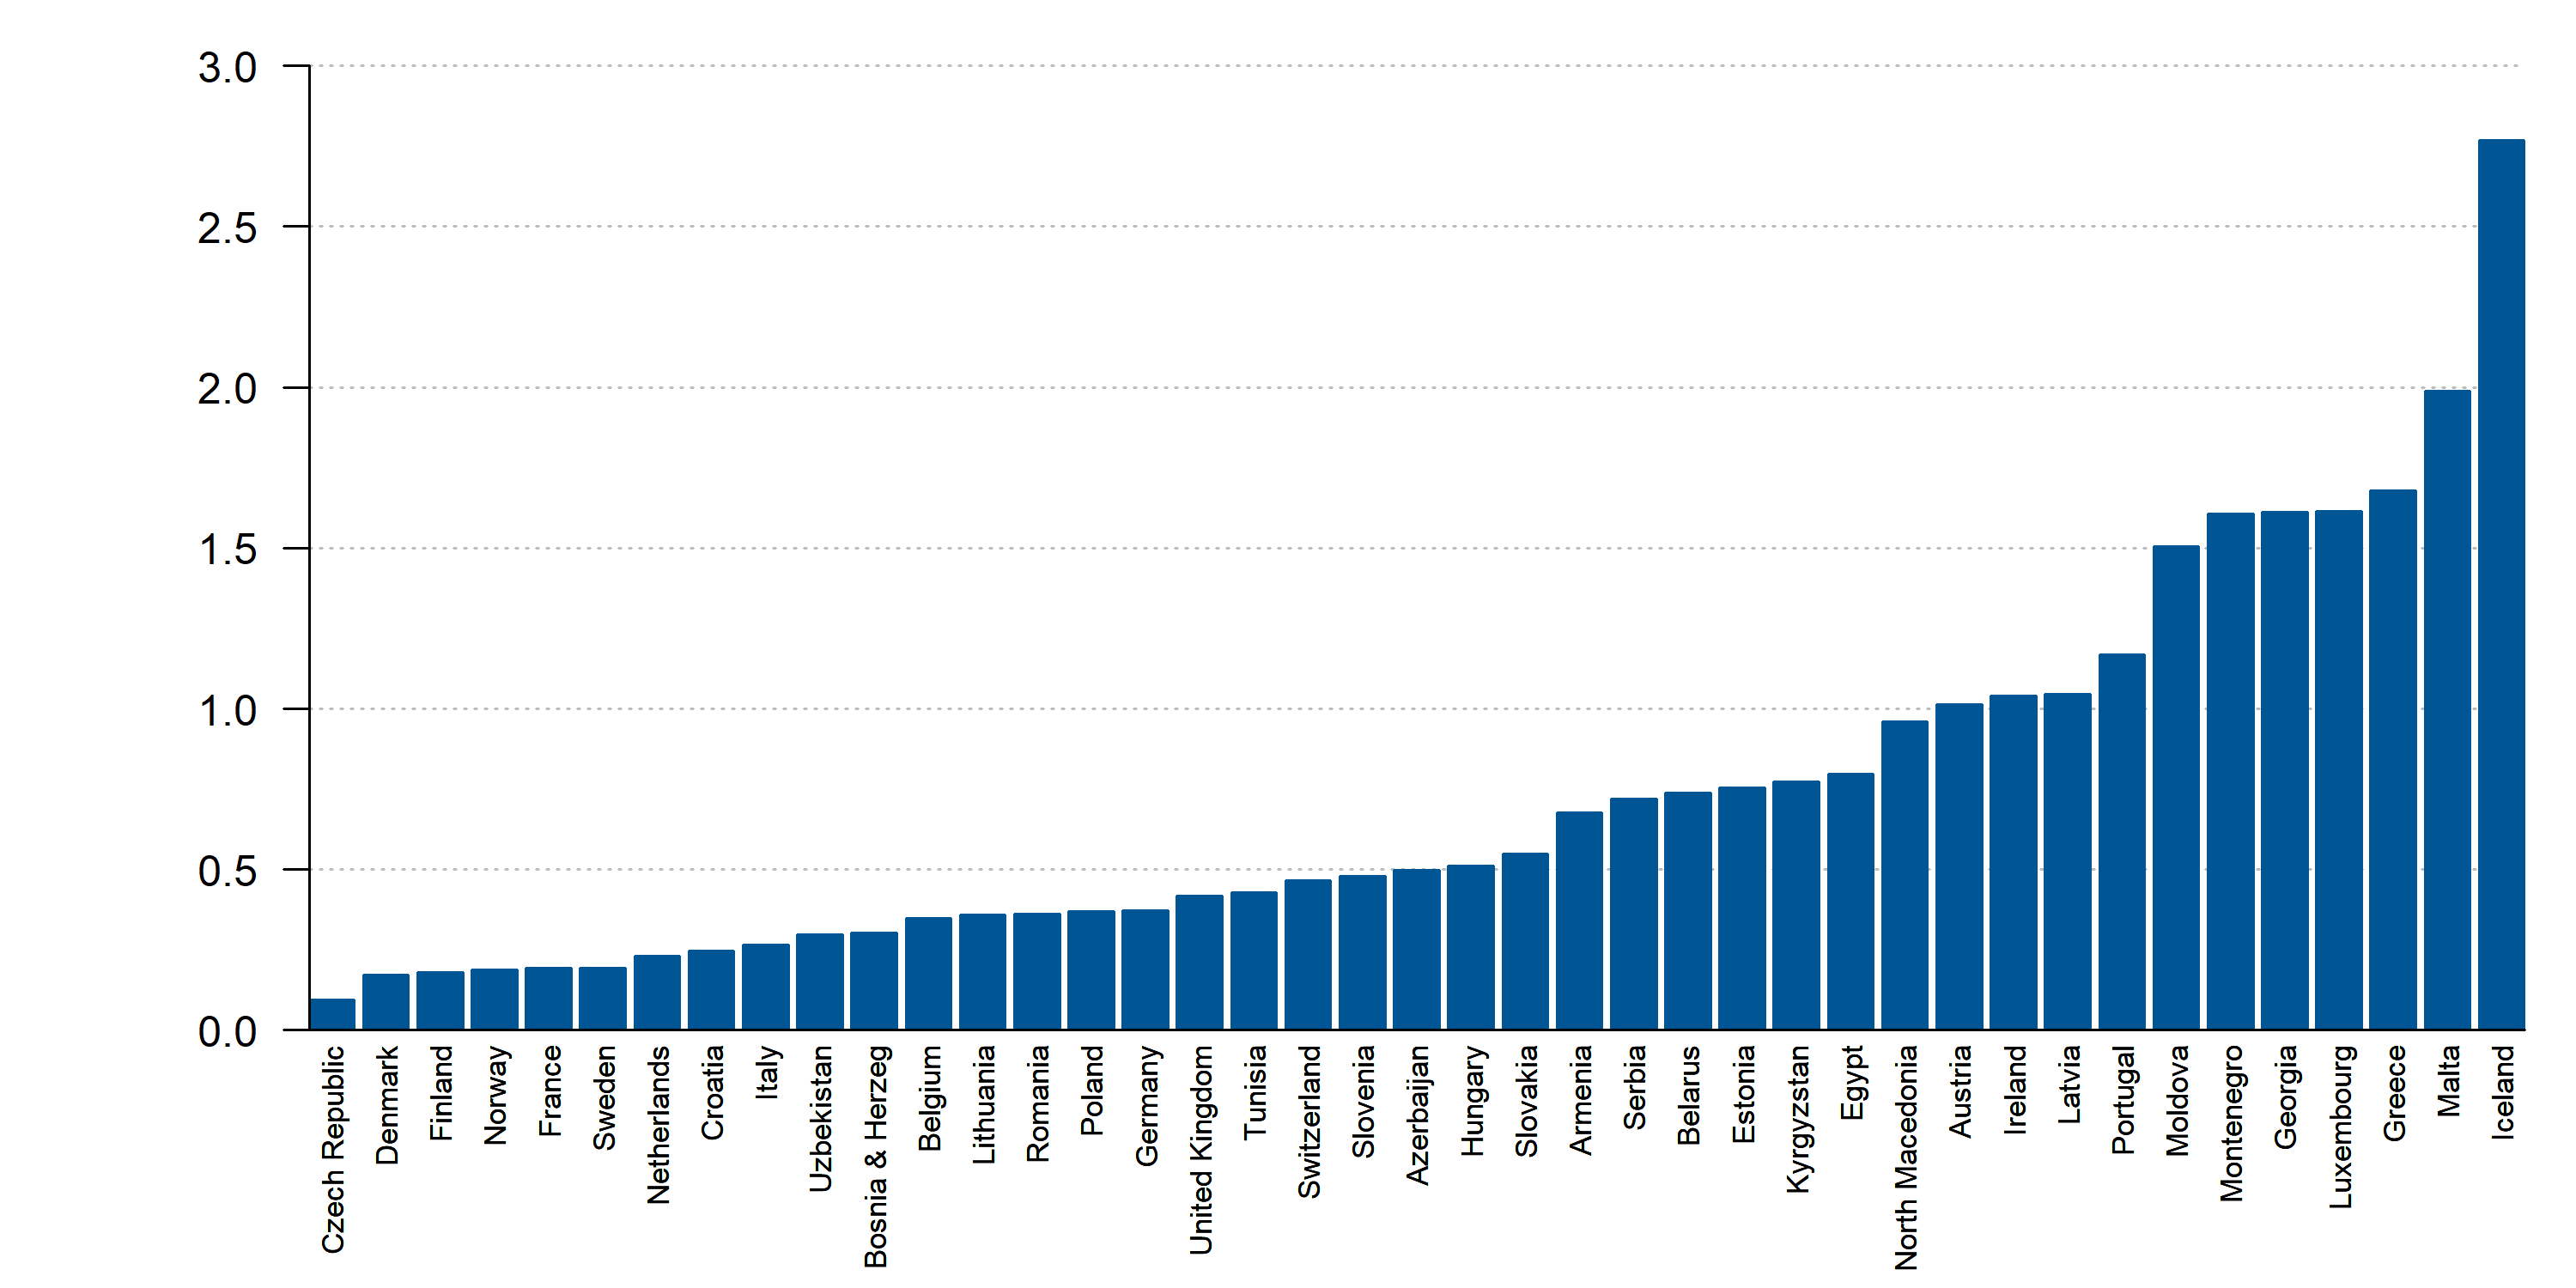 3.0
2.5
2.0
1.5
1.0
0.5
0.0
Czech Republic
Denmark
Finland
Norway
France
Sweden
Netherlands
Croatia
Italy
Uzbekistan
Bosnia & Herzeg
Belgium
Lithuania
Romania
Poland
Germany
United Kingdom
Tunisia
Switzerland
Slovenia
Azerbaijan
Hungary
Slovakia
Armenia
Serbia
Belarus
Estonia
Kyrgyzstan
Egypt
North Macedonia
Austria
Ireland
Latvia
Portugal
Moldova
Montenegro
Georgia
Luxembourg
Greece
Malta
Iceland